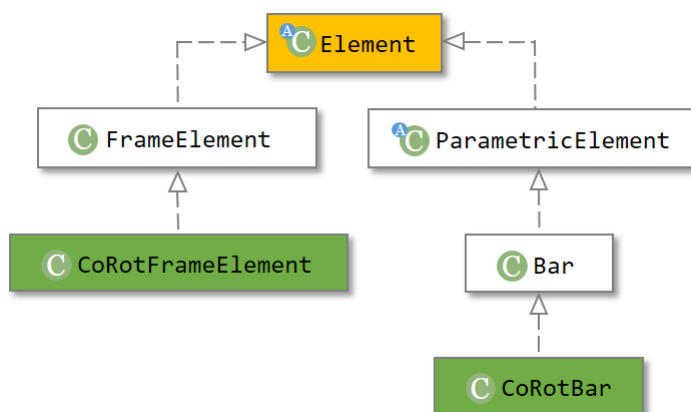 A C Element
C FrameElement
A C ParametricElement
C CoRotFrameElement
C Bar
C CoRotBar